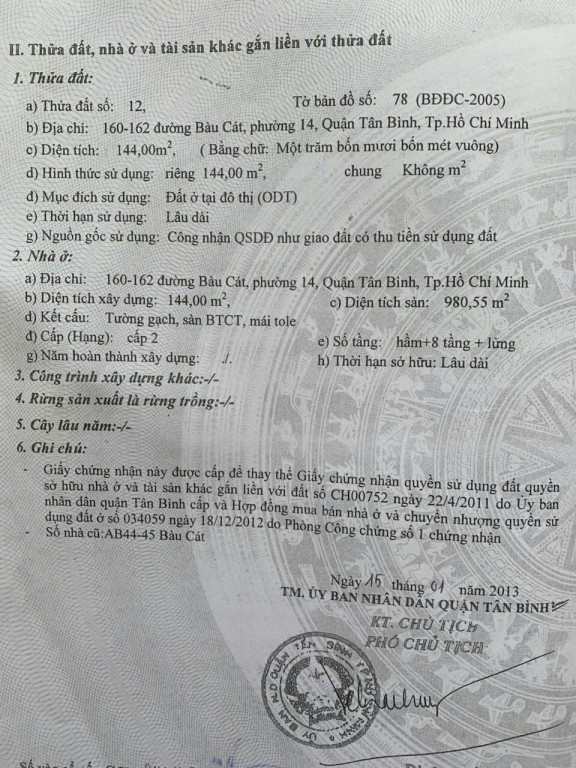 II. Thửa đất, nhà ở và tài sản khác gắn liền với thửa đất
1. Thửa đất:
a) Thửa đất số: 12, Tờ bản đồ số: 78 (BĐĐC-2005)
b) Địa chỉ: 160-162 đường Bàu Cát, phường 14, Quận Tân Bình, Tp.Hồ Chí Minh
c) Diện tích: 144,00m², ( Bằng chữ: Một trăm bốn mươi bốn mét vuông)
d) Hình thức sử dụng: riêng 144,00 m², chung Không m²
đ) Mục đích sử dụng: Đất ở tại đô thị (ODT)
e) Thời hạn sử dụng: Lâu dài
g) Nguồn gốc sử dụng: Công nhận QSDĐ như giao đất có thu tiền sử dụng đất
2. Nhà ở:
a) Địa chỉ: 160-162 đường Bàu Cát, phường 14, Quận Tân Bình, Tp.Hồ Chí Minh
b) Diện tích xây dựng: 144,00 m², c) Diện tích sàn: 980,55 m²
d) Kết cấu: Tường gạch, sàn BTCT, mái tole
đ) Cấp (Hạng): cấp 2 e) Số tầng: hầm+8 tầng + lửng
g) Năm hoàn thành xây dựng: ./. h) Thời hạn sở hữu: Lâu dài
3. Công trình xây dựng khác:-/-
4. Rừng sản xuất là rừng trồng:-/-
5. Cây lâu năm:-/-
6. Ghi chú:
- Giấy chứng nhận này được cấp để thay thế Giấy chứng nhận quyền sử dụng đất quyền
sở hữu nhà ở và tài sản khác gắn liền với đất số CH00752 ngày 22/4/2011 do Ủy ban
nhân dân quận Tân Bình cấp và Hợp đồng mua bán nhà ở và chuyển nhượng quyền sử
dụng đất ở số 034059 ngày 18/12/2012 do Phòng Công chứng số 1 chứng nhận
- Số nhà cũ:AB44-45 Bàu Cát
Ngày 15 tháng 01 năm 2013
TM. ỦY BAN NHÂN DÂN QUẬN TÂN BÌNH
KT. CHỦ TỊCH
PHÓ CHỦ TỊCH
ỦY BAN N.D QUẬN TÂN BÌNH T.P HỒ CHÍ MINH